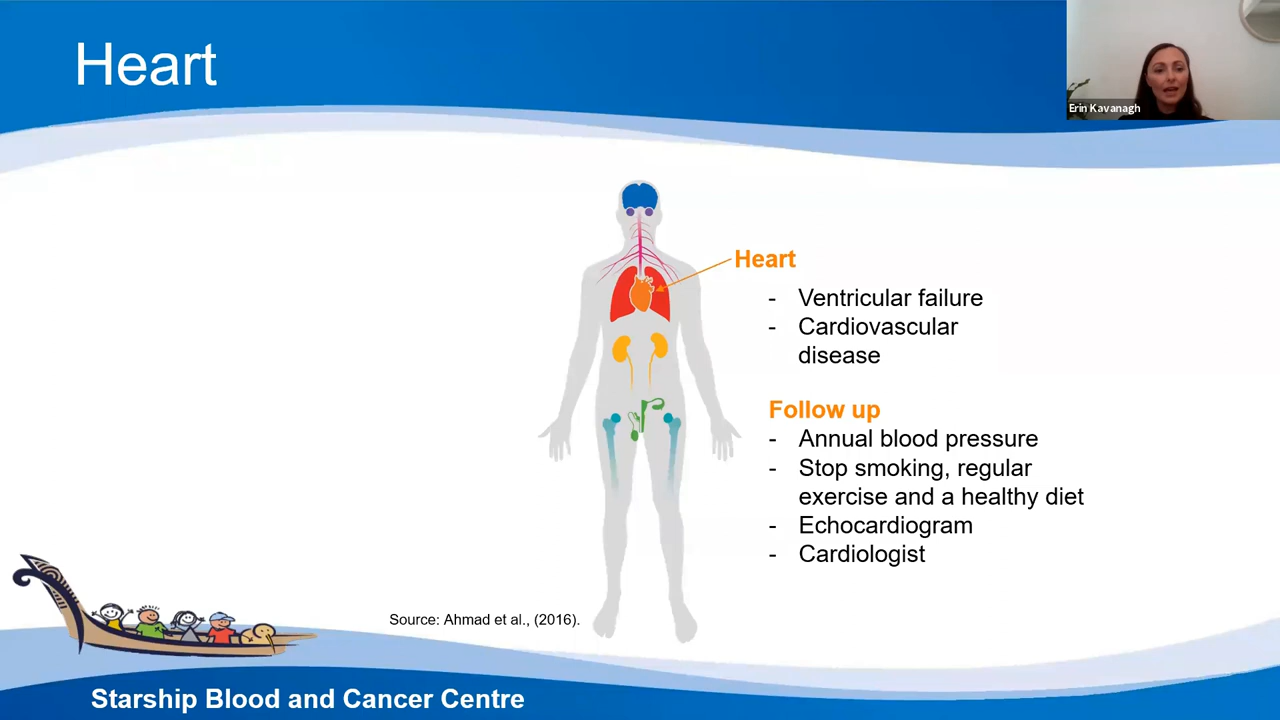 Heart
Erin Kavanagh
Heart
- Ventricular failure
- Cardiovascular
disease
Follow up
- Annual blood pressure
- Stop smoking, regular
exercise and a healthy diet
- Echocardiogram
- Cardiologist
Source: Ahmad et al., (2016).
Starship Blood and Cancer Centre